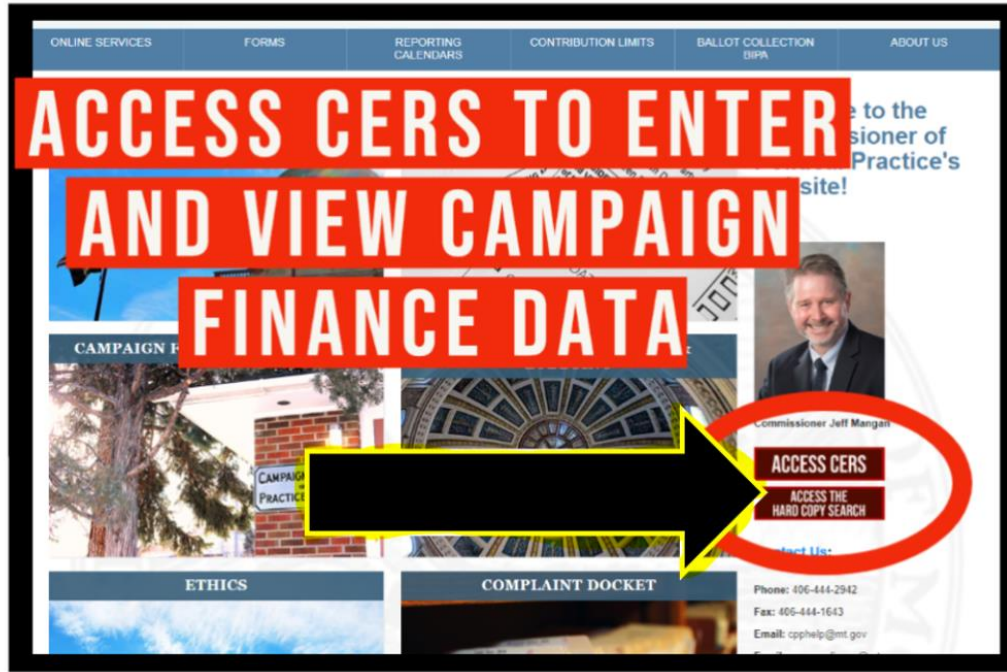 ONLINE SERVICES
FORMS
REPORTING
CALENDARS
CONTRIBUTION LIMITS
BALLOT COLLECTION
BIPA
ABOUT US
ACCESS CERS TO ENTER
AND VIEW CAMPAIGN
FINANCE DATA
e to the
sioner of
Practice's
site!
CAMPAIGN F
Commissioner Jeff Mangan
ACCESS CERS
ACCESS THE
HARD COPY SEARCH
CAMPAIGN
PRACTICE
Contact Us:
ETHICS
COMPLAINT DOCKET
Phone: 406-444-2942
Fax: 406-444-1643
Email: cpphelp@mt.gov